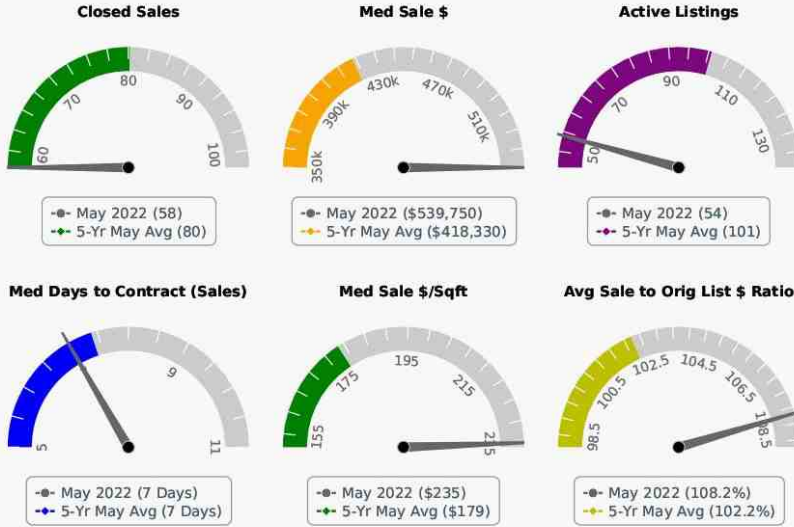 Closed Sales
60
70
80
90
100
May 2022 (58)
5-Yr May Avg (80)
Med Sale $
350k
390k
430k
470k
510k
May 2022 ($539,750)
5-Yr May Avg ($418,330)
Active Listings
50
70
90
110
130
May 2022 (54)
5-Yr May Avg (101)
Med Days to Contract (Sales)
5
9
11
May 2022 (7 Days)
5-Yr May Avg (7 Days)
Med Sale $/Sqft
155
175
195
215
235
May 2022 ($235)
5-Yr May Avg ($179)
Avg Sale to Orig List $ Ratio
98.5
100.5
102.5
104.5
106.5
108.5
May 2022 (108.2%)
5-Yr May Avg (102.2%)